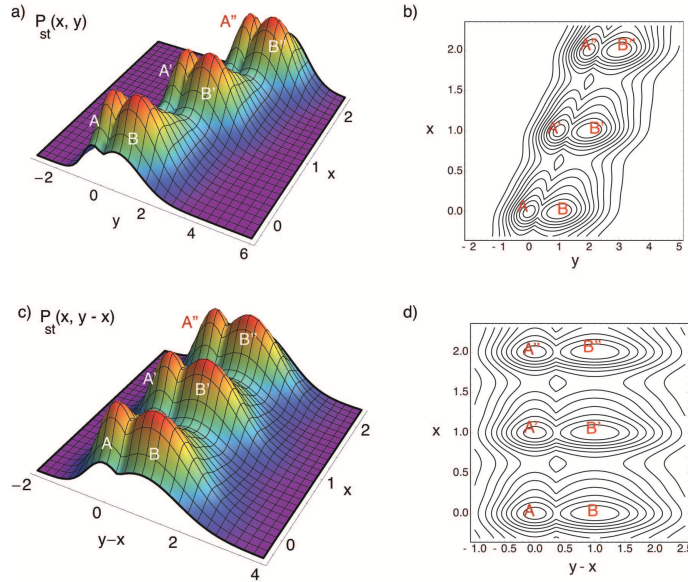 a)
P st (x, y)
A''
A'
B''
B'
A
B
−2
0
2
4
6
y
0
1
2
x
b)
2.0
1.5
1.0
0.5
0.0
x
A''
B''
A'
B'
A
B
- 2
- 1
0
1
2
3
4
5
y
c)
P st (x, y - x)
A''
B''
A'
B'
A
B
−2
0
2
4
y−x
0
1
2
x
d)
2.0
1.5
1.0
0.5
0.0
x
A''
B''
A'
B'
A
B
- 1.0
- 0.5
0.0
0.5
1.0
1.5
2.0
2.5
y - x